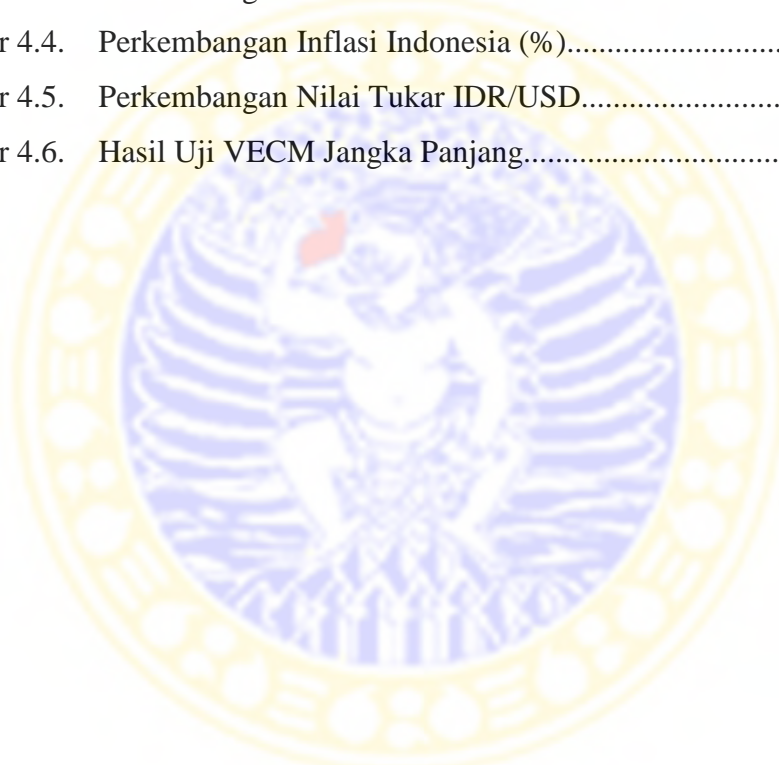 r 4.4. Perkembangan Inflasi Indonesia (%)............................
r 4.5. Perkembangan Nilai Tukar IDR/USD..........................
r 4.6. Hasil Uji VECM Jangka Panjang.................................